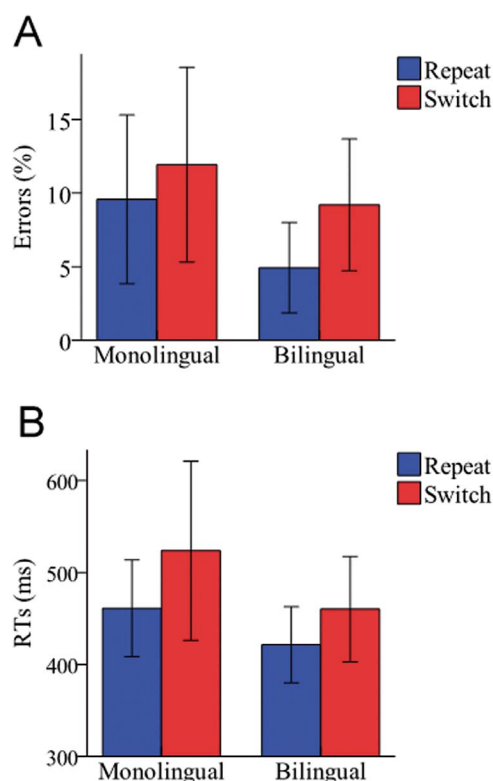 A
Repeat
Switch
Errors (%)
15
10
5
0
Monolingual Bilingual
B
Repeat
Switch
RTs (ms)
600
500
400
300
Monolingual Bilingual